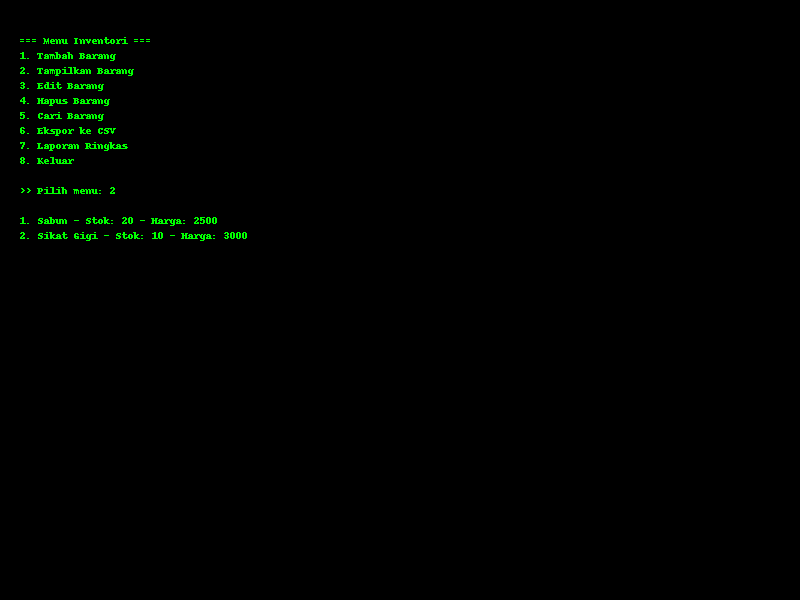 === Menu Inventori ===
1. Tambah Barang
2. Tampilkan Barang
3. Edit Barang
4. Hapus Barang
5. Cari Barang
6. Ekspor ke CSV
7. Laporan Ringkas
8. Keluar
>> Pilih menu: 2
1. Sabun - Stok: 20 - Harga: 2500
2. Sikat Gigi - Stok: 10 - Harga: 3000